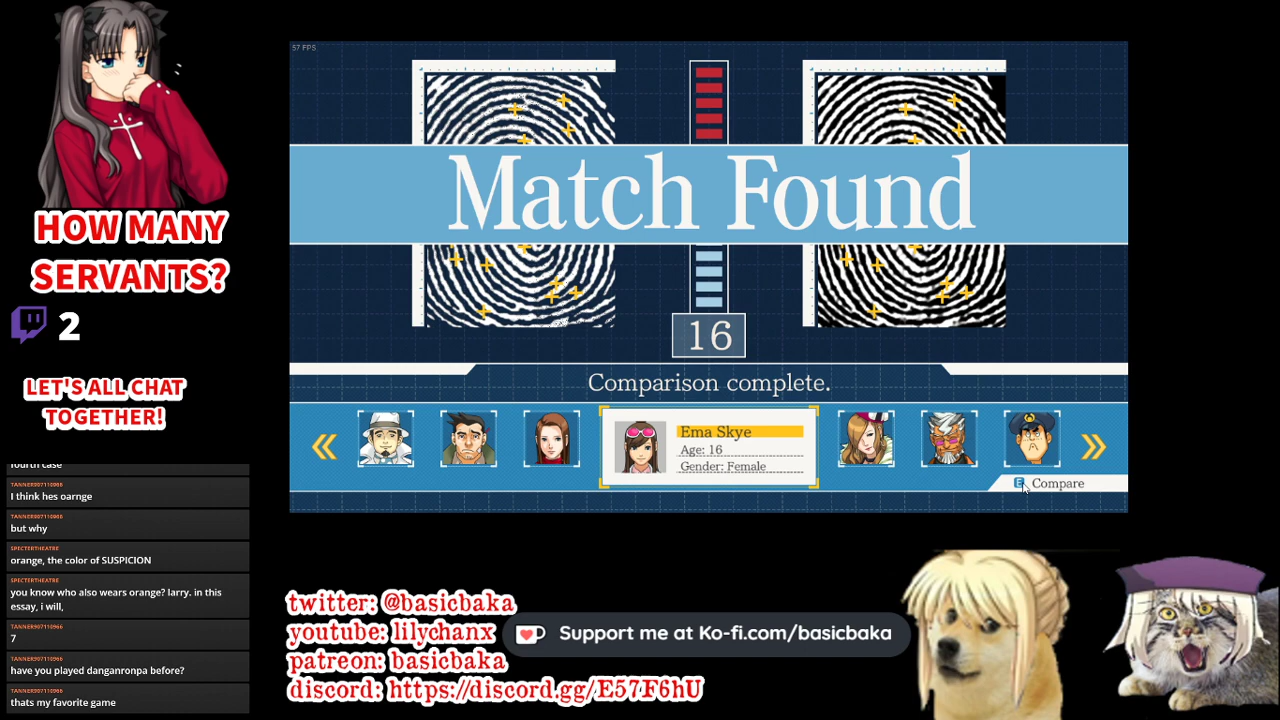 57 FPS
HOW MANY
SERVANTS?
2
LET'S ALL CHAT
TOGETHER!
fourth case
TANNER907110966
I think hes oarnge
TANNER907110966
but why
SPECTERTHEATRE
orange, the color of SUSPICION
SPECTERTHEATRE
you know who also wears orange? larry. in this
essay, i will,
TANNER907110966
7
TANNER907110966
have you played danganronpa before?
TANNER907110966
thats my favorite game
Match Found
16
Comparison complete.
Ema Skye
Age: 16
Gender: Female
E Compare
twitter: @basicbaka
youtube: lilychanx
patreon: basicbaka
discord: https://discord.gg/E57F6hU
Support me at Ko-fi.com/basicbaka